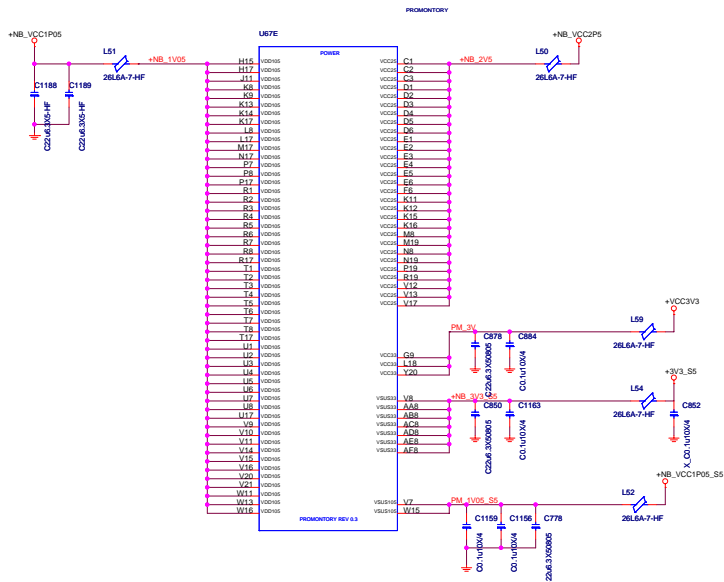 PROMONTORY
+NB_VCC1P05
U67E
+NB_VCC2P5
L51
+NB_1V05
POWER
+NB_2V5
L50
26L6A-7-HF
26L6A-7-HF
C1188
C22u6.3X5-HF
C1189
C22u6.3X5-HF
H15 VDD105
H17 VDD105
J11 VDD105
K8 VDD105
K9 VDD105
K13 VDD105
K14 VDD105
K17 VDD105
L8 VDD105
L17 VDD105
M17 VDD105
N17 VDD105
P7 VDD105
P8 VDD105
P17 VDD105
R1 VDD105
R2 VDD105
R3 VDD105
R4 VDD105
R5 VDD105
R6 VDD105
R7 VDD105
R8 VDD105
R17 VDD105
T1 VDD105
T2 VDD105
T3 VDD105
T4 VDD105
T5 VDD105
T6 VDD105
T7 VDD105
T8 VDD105
T17 VDD105
U1 VDD105
U2 VDD105
U3 VDD105
U4 VDD105
U5 VDD105
U6 VDD105
U7 VDD105
U8 VDD105
U17 VDD105
V9 VDD105
V10 VDD105
V11 VDD105
V14 VDD105
V15 VDD105
V16 VDD105
V20 VDD105
V21 VDD105
W11 VDD105
W13 VDD105
W16 VDD105
VCC25 C1
VCC25 C2
VCC25 C3
VCC25 D1
VCC25 D2
VCC25 D3
VCC25 D4
VCC25 D5
VCC25 D6
VCC25 E1
VCC25 E2
VCC25 E3
VCC25 E4
VCC25 E5
VCC25 E6
VCC25 F6
VCC25 K11
VCC25 K12
VCC25 K15
VCC25 K16
VCC25 M8
VCC25 M19
VCC25 N8
VCC25 N19
VCC25 P19
VCC25 R19
VCC25 V12
VCC25 V13
VCC25 V17
+VCC3V3
PM_3V
L59
26L6A-7-HF
C878
C22u6.3X50805
C884
C0.1u10X/4
VCC33 G9
VCC33 L18
VCC33 Y20
+3V3_S5
+NB_3V3_S5
L54
26L6A-7-HF
C850
C22u6.3X50805
C1163
C0.1u10X/4
C852
X_C0.1u10X/4
VSUS33 V8
VSUS33 AA8
VSUS33 AB8
VSUS33 AC8
VSUS33 AD8
VSUS33 AE8
VSUS33 AF8
+NB_VCC1P05_S5
PM_1V05_S5
L52
26L6A-7-HF
VSUS105 V7
VSUS105 W15
C1159
C0.1u10X/4
C1156
C0.1u10X/4
C778
22u6.3X50805
PROMONTORY REV 0.3